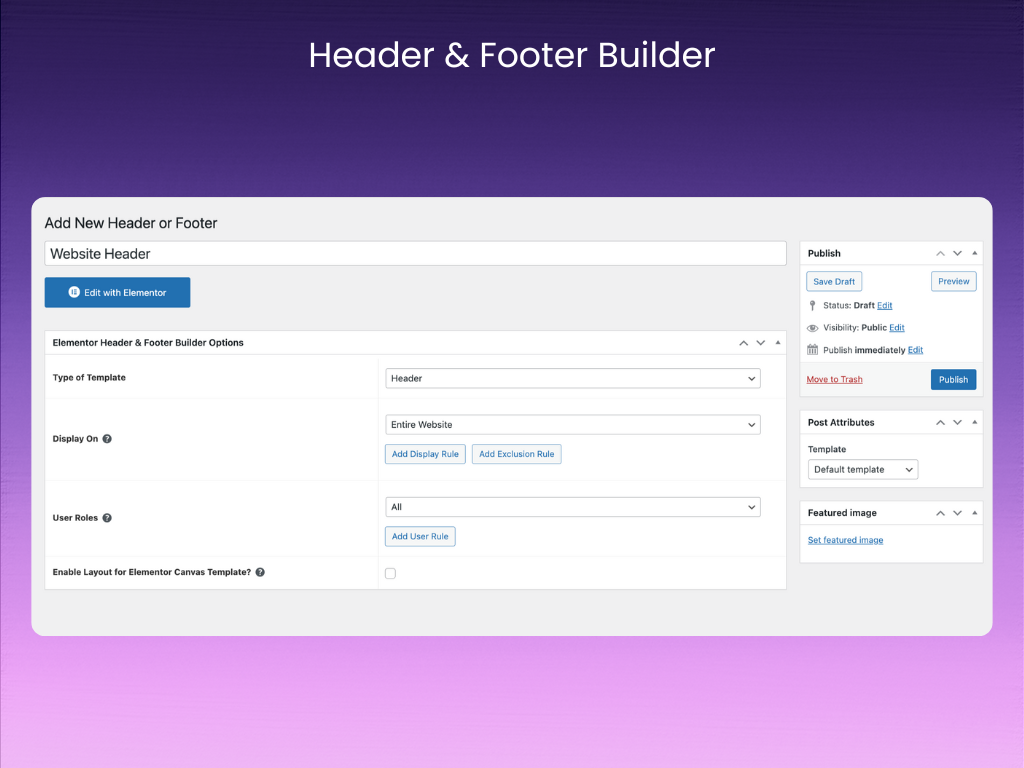 Header & Footer Builder
Add New Header or Footer
Website Header
Edit with Elementor
Elementor Header & Footer Builder Options
Type of Template
Header
Display On
Entire Website
Add Display Rule
Add Exclusion Rule
User Roles
All
Add User Rule
Enable Layout for Elementor Canvas Template?
Publish
Save Draft
Preview
Status: Draft Edit
Visibility: Public Edit
Publish immediately Edit
Move to Trash
Publish
Post Attributes
Template
Default template
Featured image
Set featured image